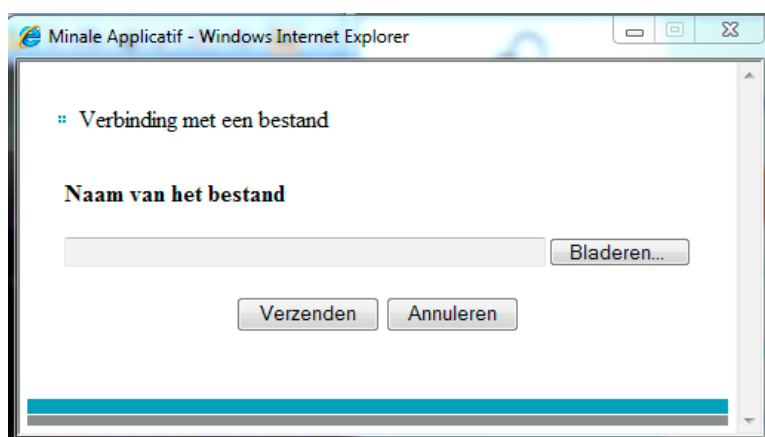 Minale Applicatif - Windows Internet Explorer
Verbinding met een bestand
Naam van het bestand
Bladeren...
Verzenden Annuleren